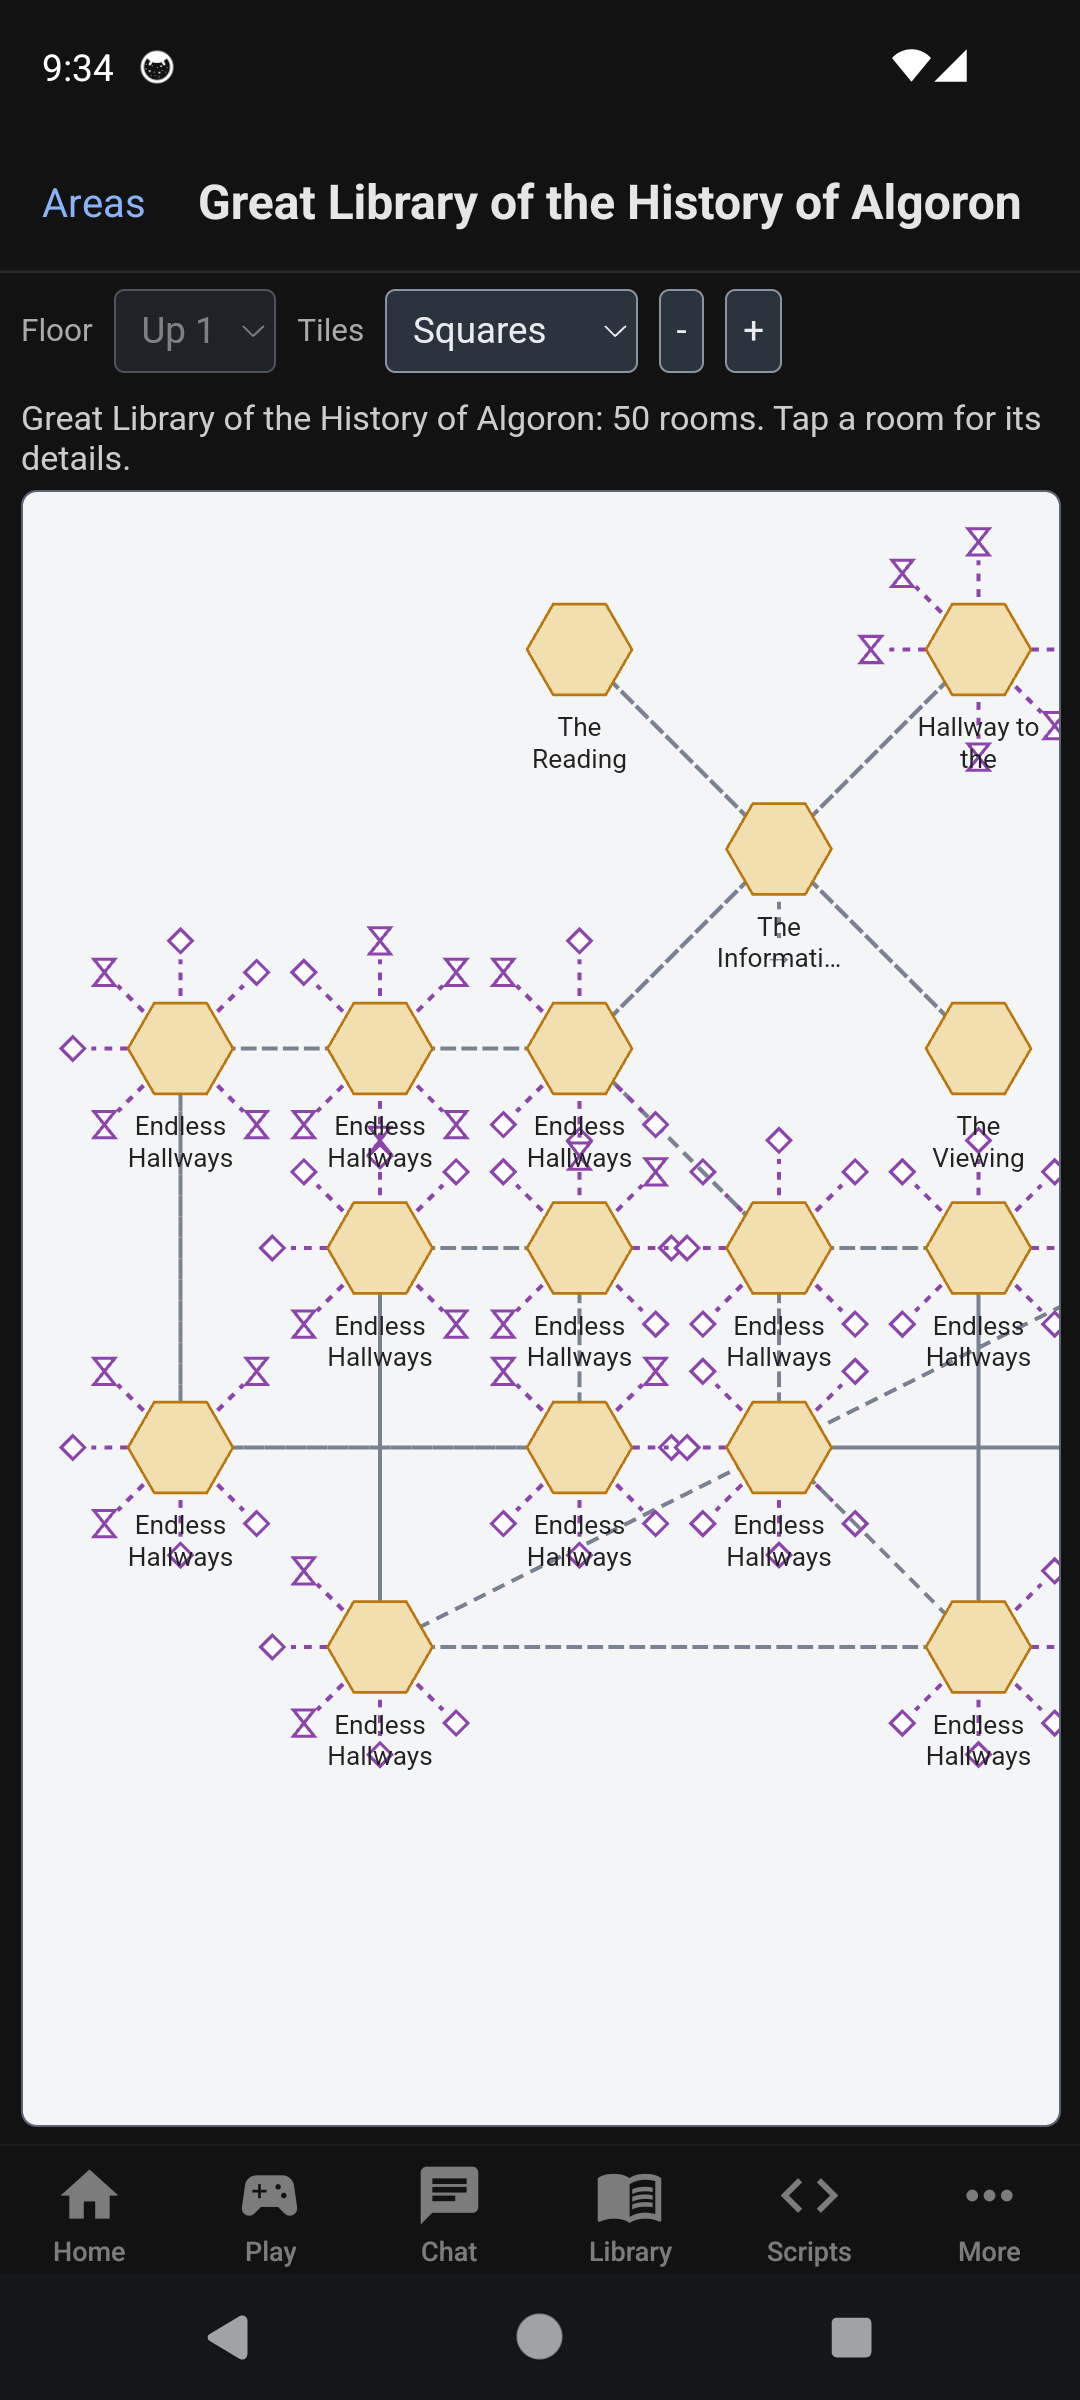 9:34
Areas
Great Library of the History of Algoron
Floor
Up 1
Tiles
Squares
-
+
Great Library of the History of Algoron: 50 rooms. Tap a room for its
details.
The
Reading
Hallway to
the
The
Informati…
Endless
Hallways
Endless
Hallways
Endless
Hallways
The
Viewing
Endless
Hallways
Endless
Hallways
Endless
Hallways
Endless
Hallways
Endless
Hallways
Endless
Hallways
Endless
Hallways
Endless
Hallways
Endless
Hallways
Home
Play
Chat
Library
Scripts
More